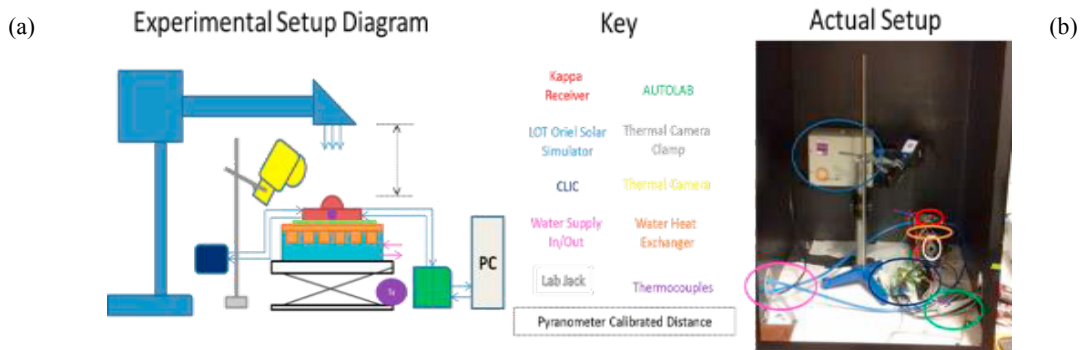 (a)
Experimental Setup Diagram
Key
Actual Setup
(b)
Kappa
Receiver
AUTOLAB
LOT Oriel Solar
Simulator
Thermal Camera
Clamp
CLIC
Thermal Camera
Water Supply
In/Out
Water Heat
Exchanger
Lab Jack
Thermocouples
Pyranometer Calibrated Distance
PC